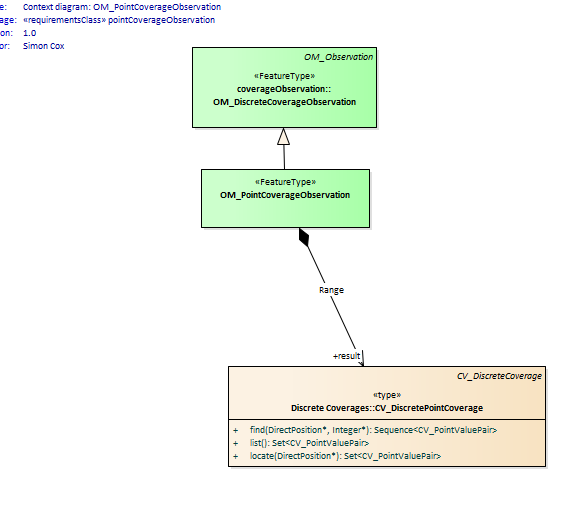 e: Context diagram: OM_PointCoverageObservation
age: «requirementsClass» pointCoverageObservation
on: 1.0
or: Simon Cox
OM_Observation
«FeatureType»
coverageObservation::
OM_DiscreteCoverageObservation
«FeatureType»
OM_PointCoverageObservation
Range
+result
CV_DiscreteCoverage
«type»
Discrete Coverages::CV_DiscretePointCoverage
+ find(DirectPosition*, Integer*): Sequence<CV_PointValuePair>
+ list(): Set<CV_PointValuePair>
+ locate(DirectPosition*): Set<CV_PointValuePair>